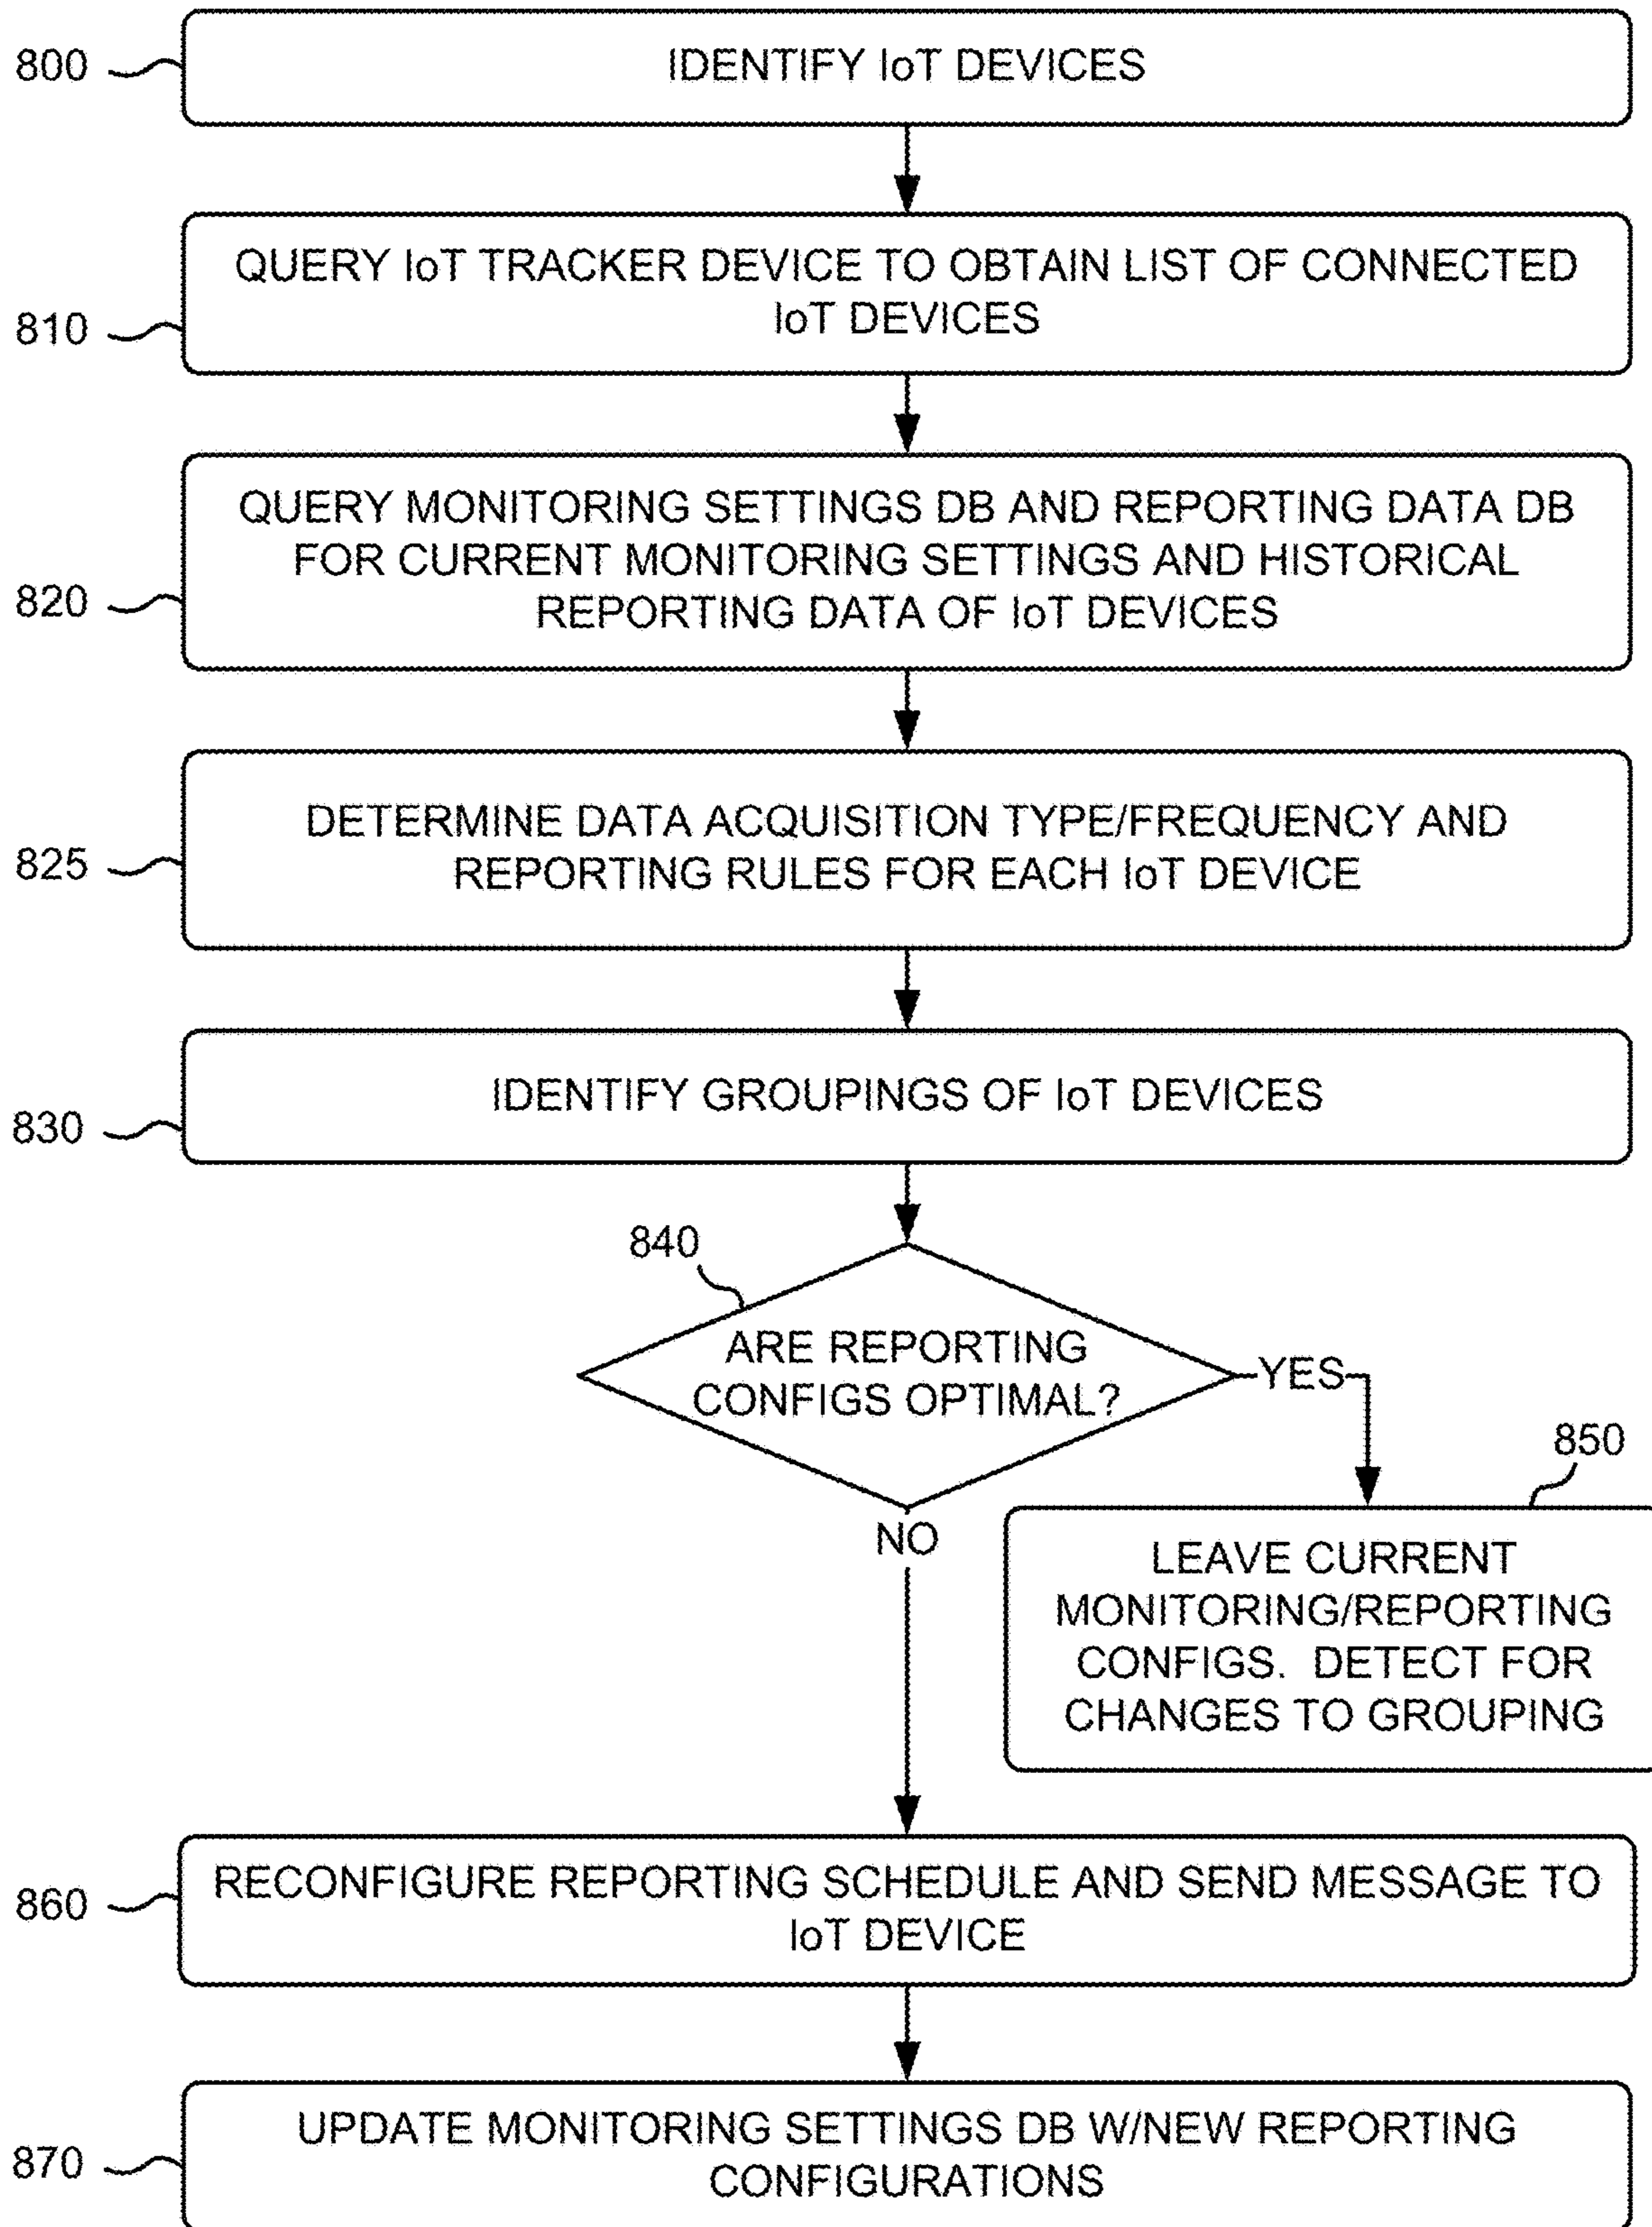 800
IDENTIFY IoT DEVICES
QUERY IoT TRACKER DEVICE TO OBTAIN LIST OF CONNECTED
IoT DEVICES
810
QUERY MONITORING SETTINGS DB AND REPORTING DATA DB
FOR CURRENT MONITORING SETTINGS AND HISTORICAL
REPORTING DATA OF IoT DEVICES
820
DETERMINE DATA ACQUISITION TYPE/FREQUENCY AND
REPORTING RULES FOR EACH IoT DEVICE
825
IDENTIFY GROUPINGS OF IoT DEVICES
830
840
ARE REPORTING
CONFIGS OPTIMAL?
YES
850
NO
LEAVE CURRENT
MONITORING/REPORTING
CONFIGS. DETECT FOR
CHANGES TO GROUPING
RECONFIGURE REPORTING SCHEDULE AND SEND MESSAGE TO
IoT DEVICE
860
UPDATE MONITORING SETTINGS DB W/NEW REPORTING
CONFIGURATIONS
870